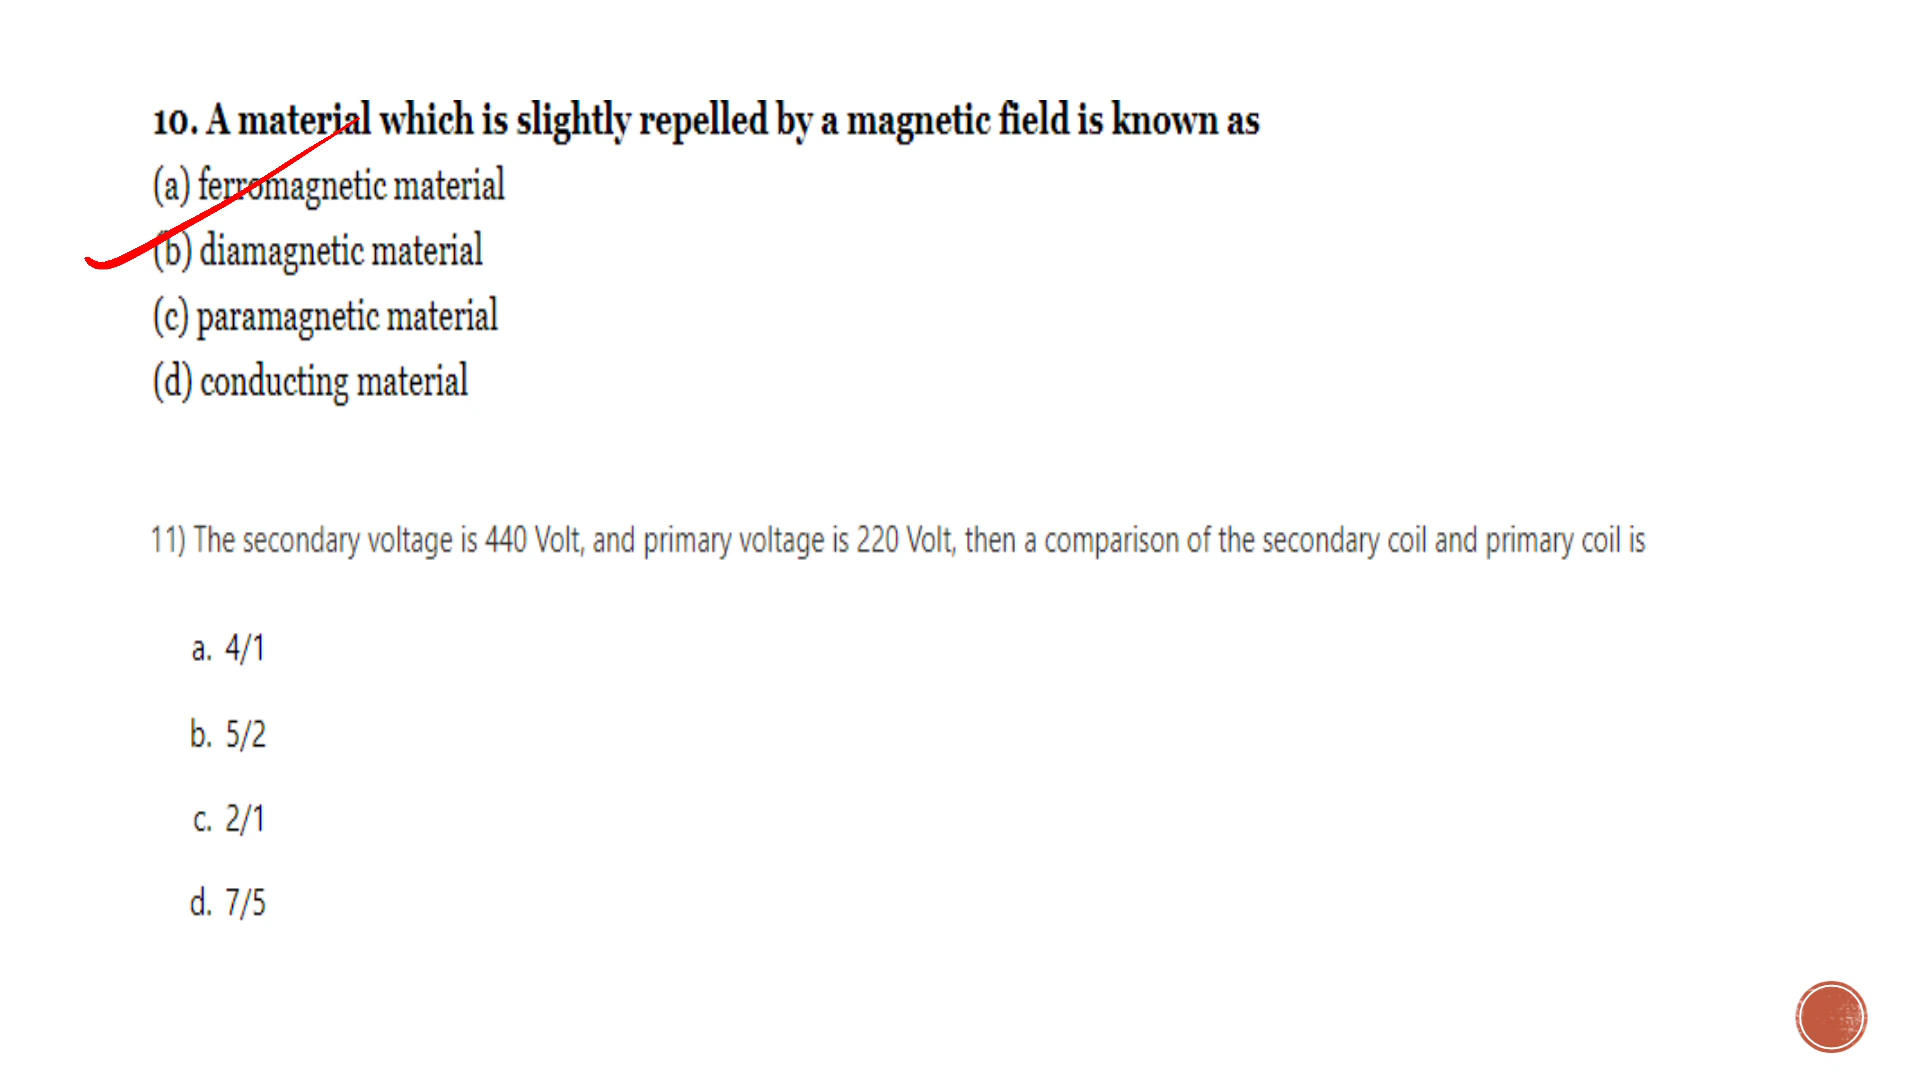 10. A material which is slightly repelled by a magnetic field is known as
(a) ferromagnetic material
(b) diamagnetic material
(c) paramagnetic material
(d) conducting material
11) The secondary voltage is 440 Volt, and primary voltage is 220 Volt, then a comparison of the secondary coil and primary coil is
a. 4/1
b. 5/2
c. 2/1
d. 7/5